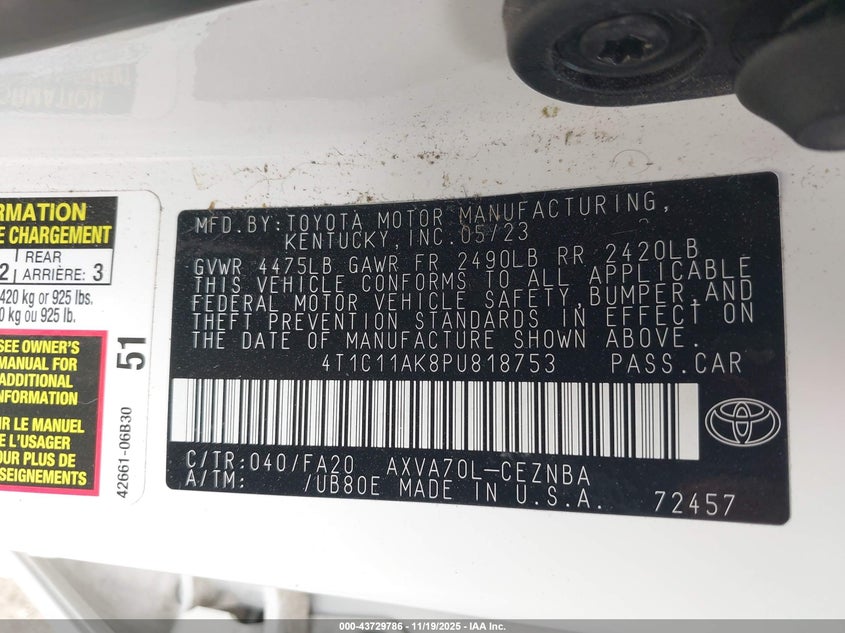 RMATION
E CHARGEMENT
1 REAR
2 ARRIÈRE: 3
420 kg or 925 lbs.
0 kg ou 925 lb.
SEE OWNER'S
MANUAL FOR
ADDITIONAL
INFORMATION
IR LE MANUEL
E L'USAGER
SEIGNEMENTS
51
42661-06B30
MFD.BY:TOYOTA MOTOR MANUFACTURING,
KENTUCKY,INC.05/23
GVWR 4475LB GAWR FR 2490LB RR 2420LB
THIS VEHICLE CONFORMS TO ALL APPLICABLE
FEDERAL MOTOR VEHICLE SAFETY,BUMPER,AND
THEFT PREVENTION STANDARDS IN EFFECT ON
THE DATE OF MANUFACTURE SHOWN ABOVE.
4T1C11AK8PU818753 PASS.CAR
C/TR:040/FA20 AXVA70L-CEZNBA
A/TM: /UB80E MADE IN U.S.A.
72457
000-43729786 - 11/19/2025 - IAA Inc.